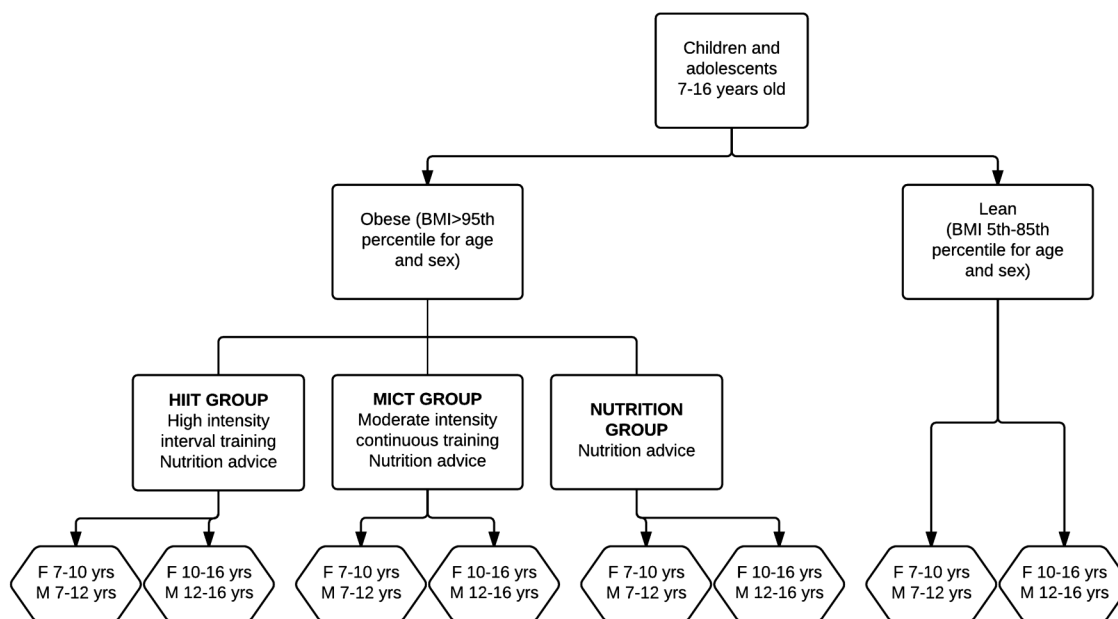 Children and
adolescents
7-16 years old
Obese (BMI>95th
percentile for age
and sex)
Lean
(BMI 5th-85th
percentile for age
and sex)
HIIT GROUP
High intensity
interval training
Nutrition advice
MICT GROUP
Moderate intensity
continuous training
Nutrition advice
NUTRITION
GROUP
Nutrition advice
F 7-10 yrs
M 7-12 yrs
F 10-16 yrs
M 12-16 yrs
F 7-10 yrs
M 7-12 yrs
F 10-16 yrs
M 12-16 yrs
F 7-10 yrs
M 7-12 yrs
F 10-16 yrs
M 12-16 yrs
F 7-10 yrs
M 7-12 yrs
F 10-16 yrs
M 12-16 yrs